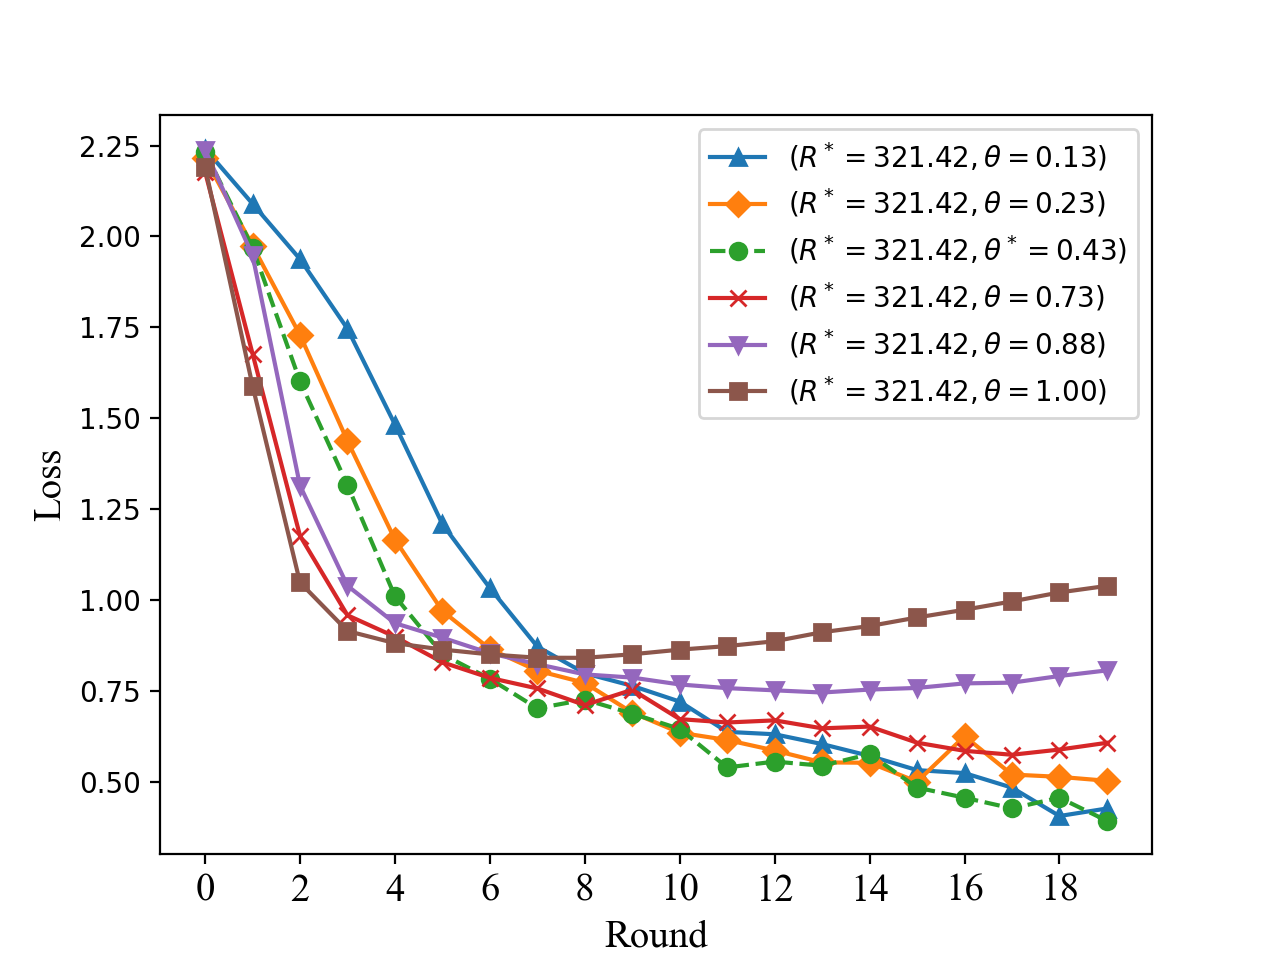 2.25
2.00
1.75
1.50
1.25
1.00
0.75
0.50
Loss
(R* = 321.42, θ = 0.13)
(R* = 321.42, θ = 0.23)
(R* = 321.42, θ* = 0.43)
(R* = 321.42, θ = 0.73)
(R* = 321.42, θ = 0.88)
(R* = 321.42, θ = 1.00)
0 2 4 6 8 10 12 14 16 18
Round